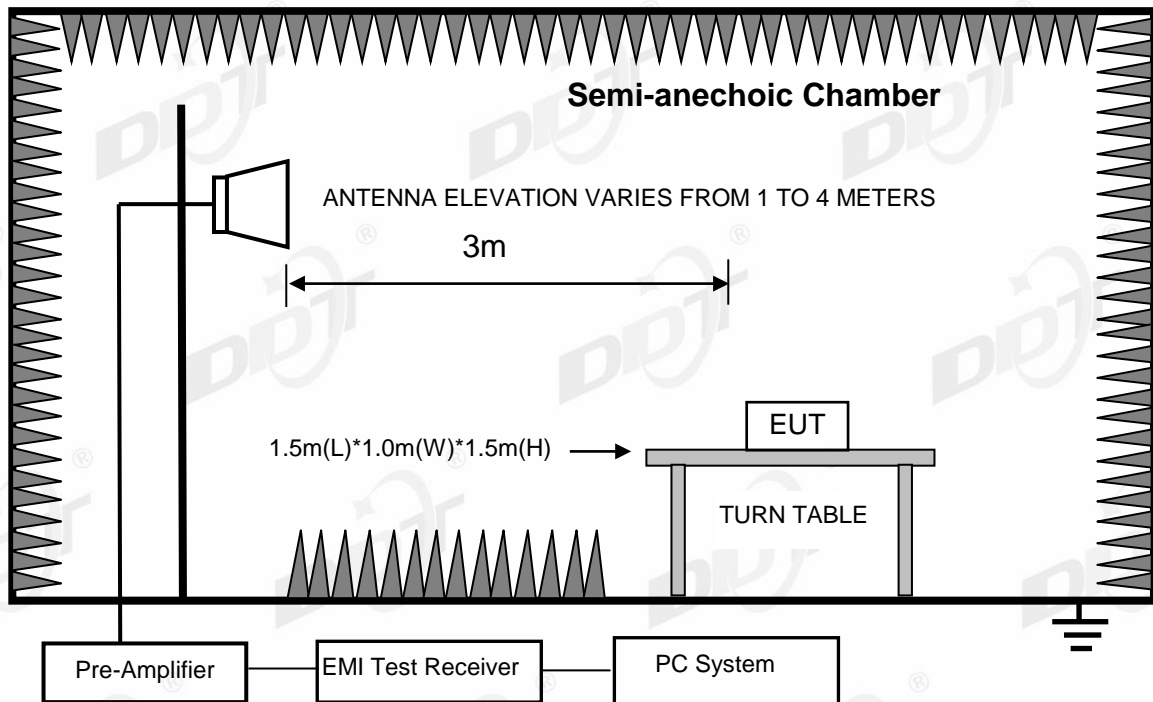 Semi-anechoic Chamber
ANTENNA ELEVATION VARIES FROM 1 TO 4 METERS
3m
EUT
1.5m(L)*1.0m(W)*1.5m(H)
TURN TABLE
Pre-Amplifier
EMI Test Receiver
PC System